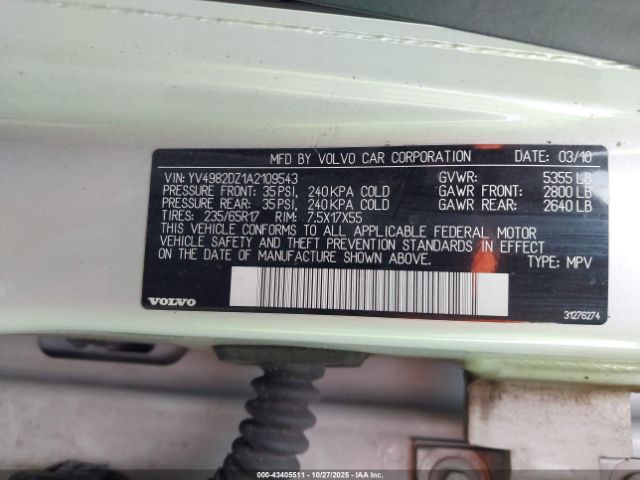 MFD BY VOLVO CAR CORPORATION DATE: 03/10
VIN: YV4982DZ1A2109543 GVWR: 5355 LB
PRESSURE FRONT: 35 PSI, 240 KPA COLD GAWR FRONT: 2800 LB
PRESSURE REAR: 35 PSI, 240 KPA COLD GAWR REAR: 2640 LB
TIRES: 235/65R17 RIM: 7.5X17X55
THIS VEHICLE CONFORMS TO ALL APPLICABLE FEDERAL MOTOR
VEHICLE SAFETY AND THEFT PREVENTION STANDARDS IN EFFECT
ON THE DATE OF MANUFACTURE SHOWN ABOVE. TYPE: MPV
VOLVO 31276274
© 000-43405511 - 10/27/2025 - IAAI.COM